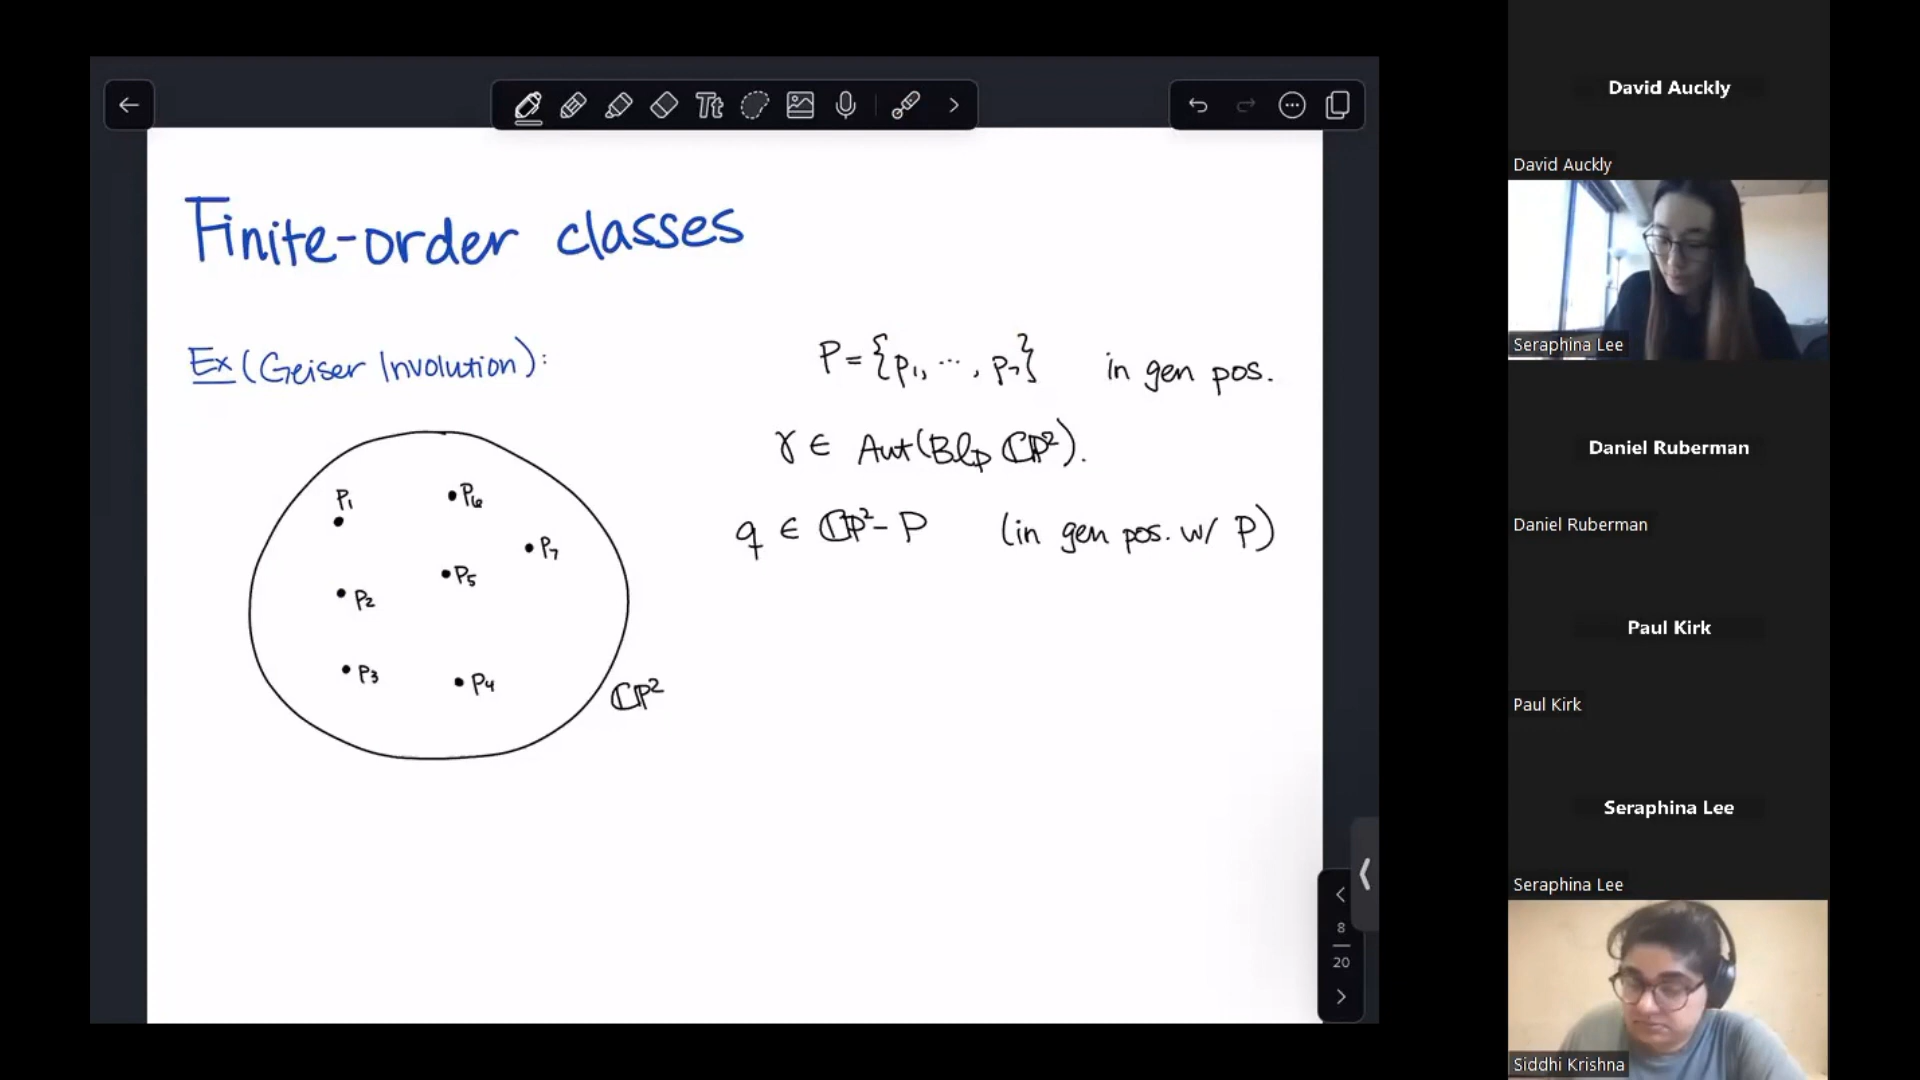 Finite-order classes
Ex (Geiser Involution):
P = {p₁, ⋯, p₇} in gen pos.
γ ∈ Aut(Bl_P ℂP²).
q ∈ ℂP² - P (in gen pos. w/ P)
P₁
P₆
P₇
P₅
P₂
P₃
P₄
ℂP²
Tt
8
20
David Auckly
David Auckly
Seraphina Lee
Daniel Ruberman
Daniel Ruberman
Paul Kirk
Paul Kirk
Seraphina Lee
Seraphina Lee
Siddhi Krishna